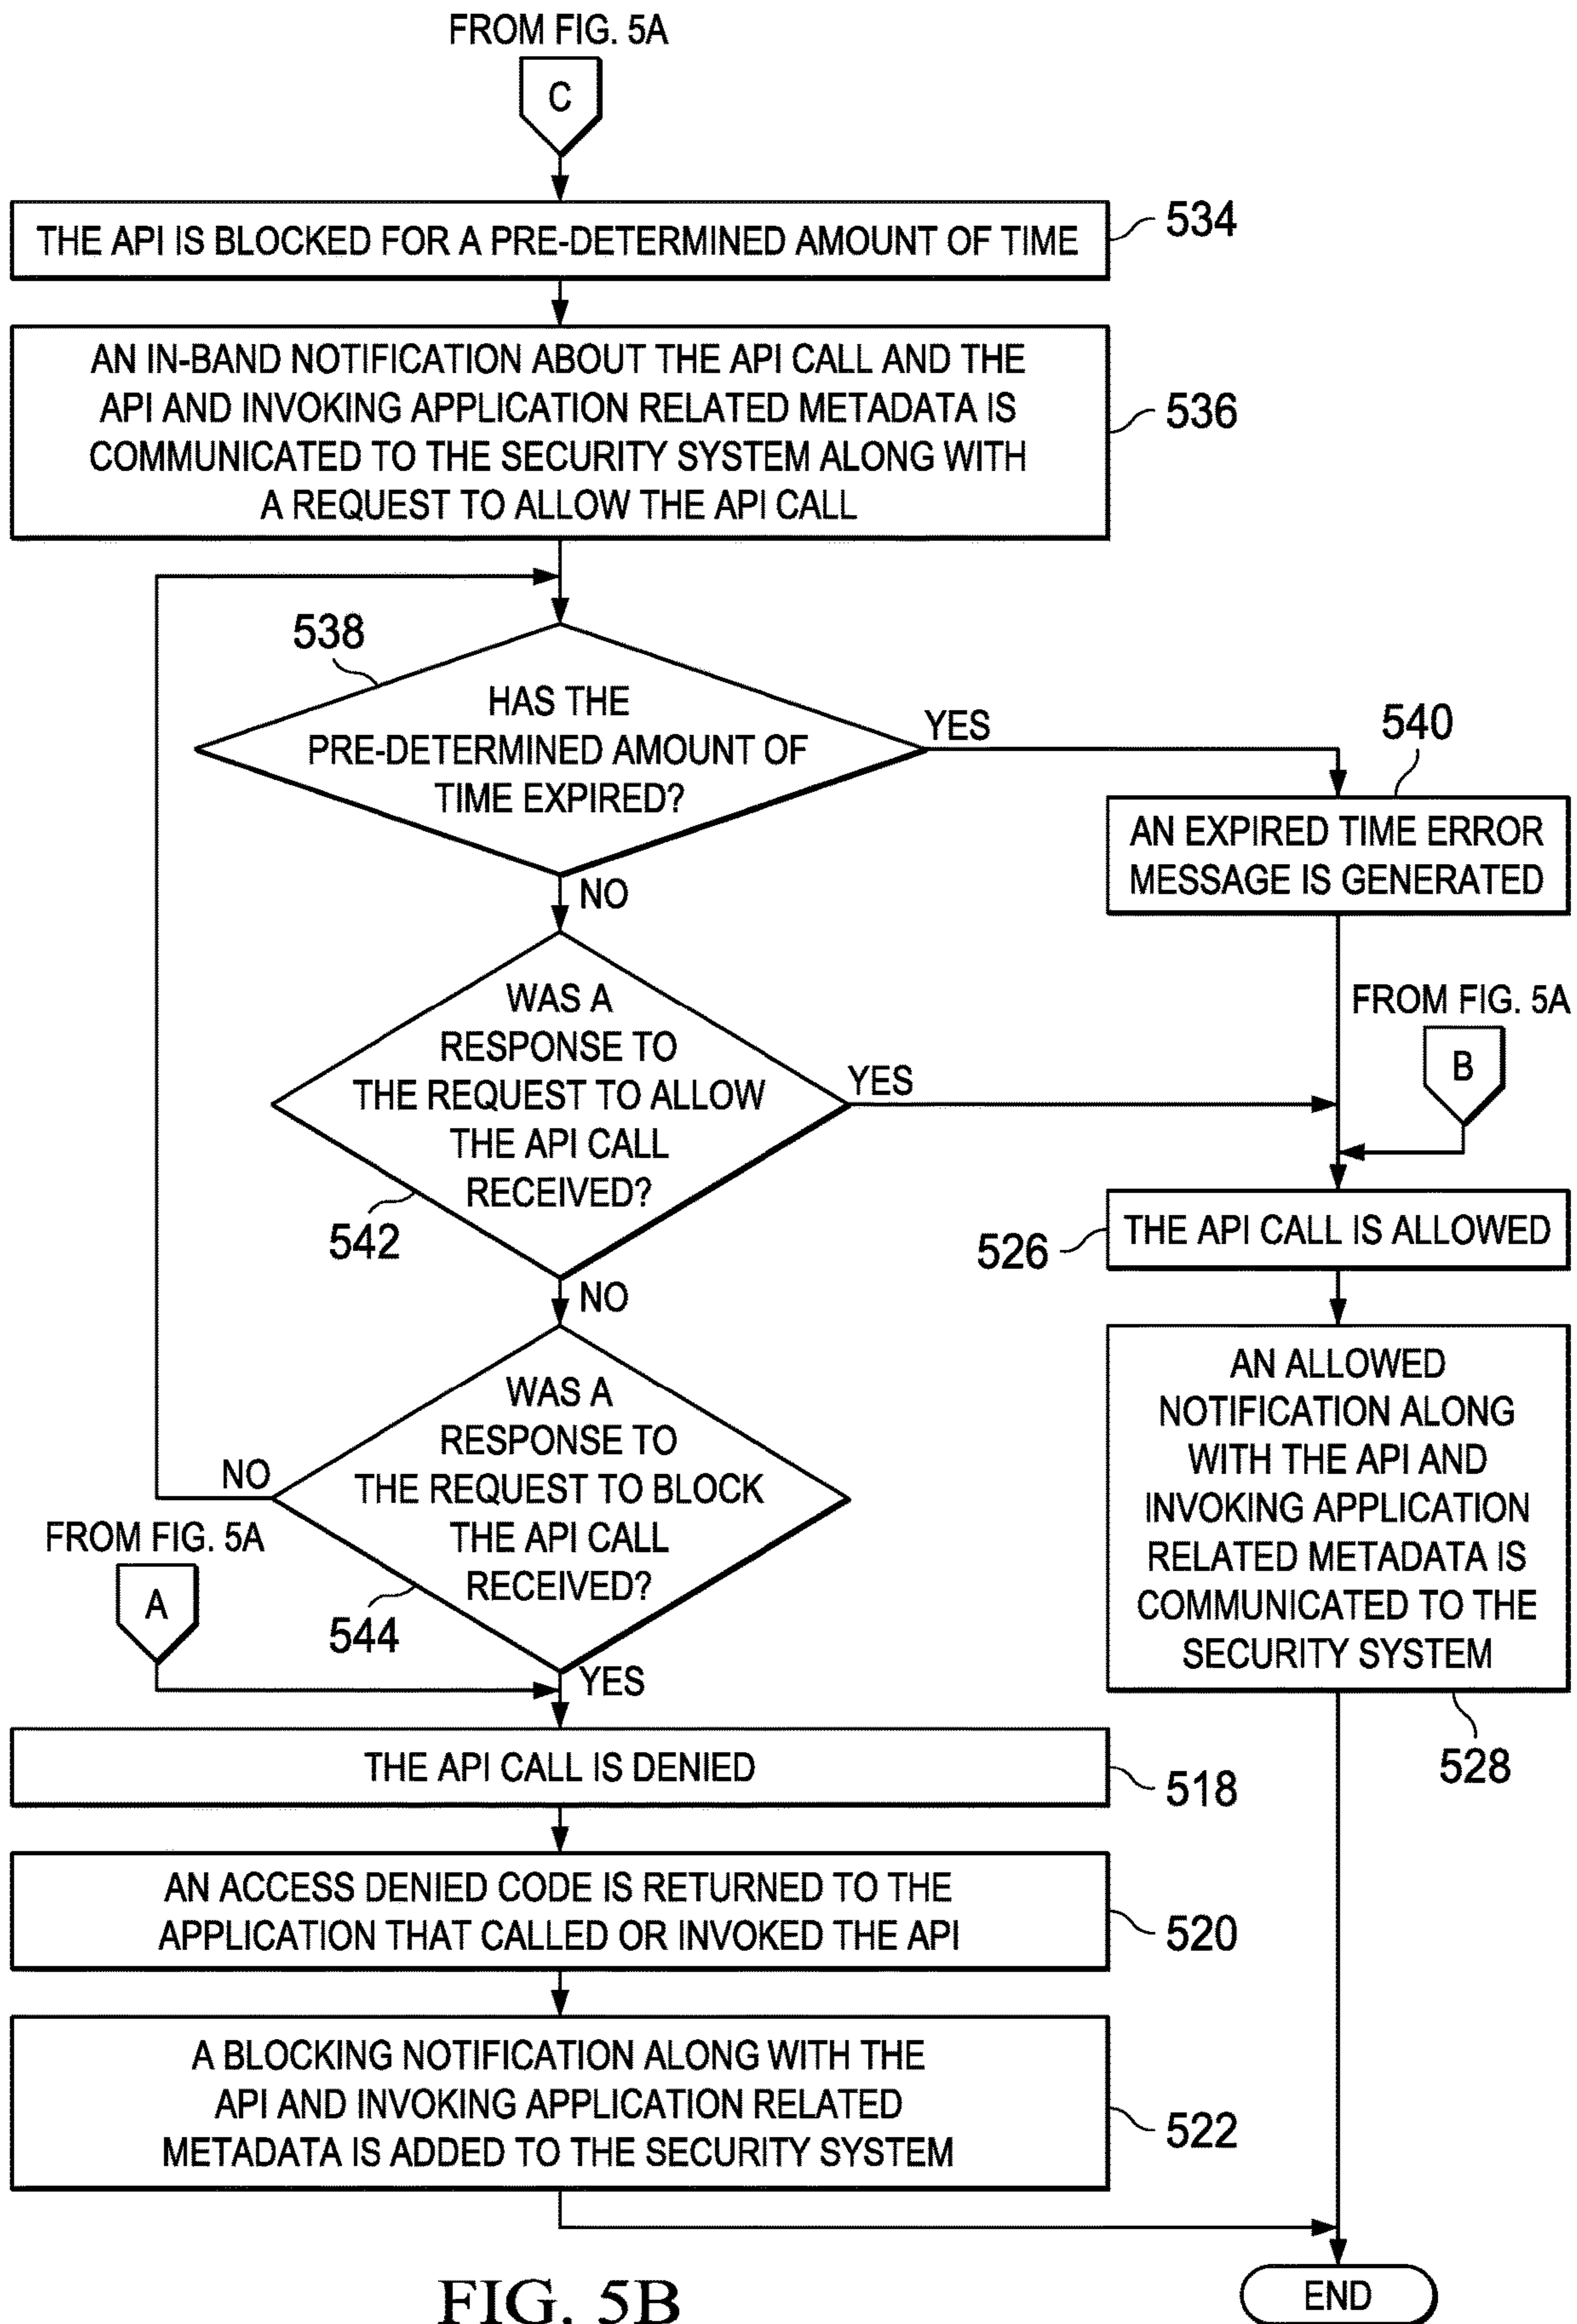 FROM FIG. 5A
C
THE API IS BLOCKED FOR A PRE-DETERMINED AMOUNT OF TIME
534
AN IN-BAND NOTIFICATION ABOUT THE API CALL AND THE
API AND INVOKING APPLICATION RELATED METADATA IS
COMMUNICATED TO THE SECURITY SYSTEM ALONG WITH
A REQUEST TO ALLOW THE API CALL
536
538
HAS THE
PRE-DETERMINED AMOUNT OF
TIME EXPIRED?
YES
NO
540
AN EXPIRED TIME ERROR
MESSAGE IS GENERATED
WAS A
RESPONSE TO
THE REQUEST TO ALLOW
THE API CALL
RECEIVED?
YES
542
NO
FROM FIG. 5A
B
526
THE API CALL IS ALLOWED
AN ALLOWED
NOTIFICATION ALONG
WITH THE API AND
INVOKING APPLICATION
RELATED METADATA IS
COMMUNICATED TO THE
SECURITY SYSTEM
528
WAS A
RESPONSE TO
THE REQUEST TO BLOCK
THE API CALL
RECEIVED?
NO
544
YES
FROM FIG. 5A
A
THE API CALL IS DENIED
518
AN ACCESS DENIED CODE IS RETURNED TO THE
APPLICATION THAT CALLED OR INVOKED THE API
520
A BLOCKING NOTIFICATION ALONG WITH THE
API AND INVOKING APPLICATION RELATED
METADATA IS ADDED TO THE SECURITY SYSTEM
522
END
FIG. 5B